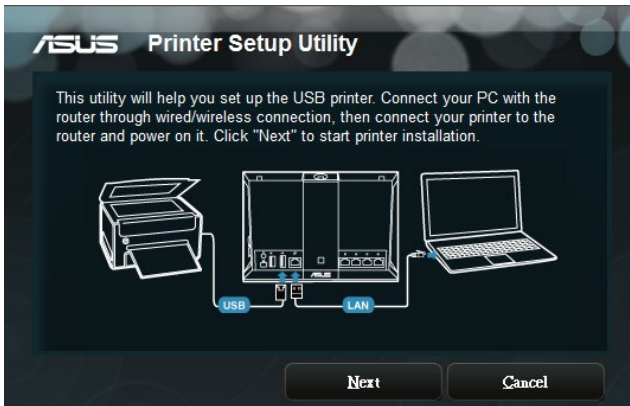 ASUS Printer Setup Utility
This utility will help you set up the USB printer. Connect your PC with the
router through wired/wireless connection, then connect your printer to the
router and power on it. Click "Next" to start printer installation.
ASUS
USB
LAN
Next
Cancel